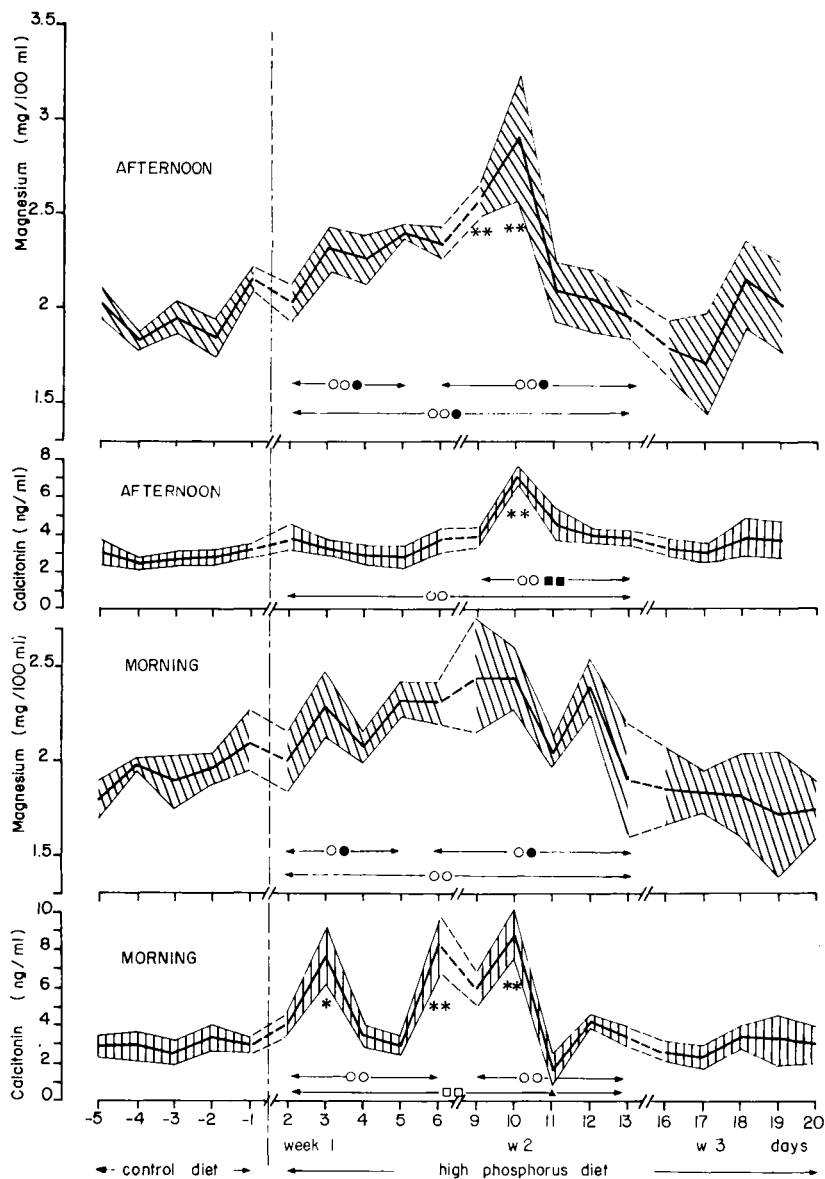 3.5
3
2.5
2
1.5
Magnesium (mg/100 ml)
AFTERNOON
** **
○○● ○○●
○○●
8
6
4
2
0
Calcitonin (ng/ml)
AFTERNOON
**
○○■■
○○
2.5
2
1.5
Magnesium (mg/100 ml)
MORNING
○● ○●
○○
10
8
6
4
2
0
Calcitonin (ng/ml)
MORNING
* ** **
○○ ○○
□□ ▲
-5 -4 -3 -2 -1 2 3 4 5 6 9 10 11 12 13 16 17 18 19 20
week 1 w 2 w 3 days
control diet high phosphorus diet